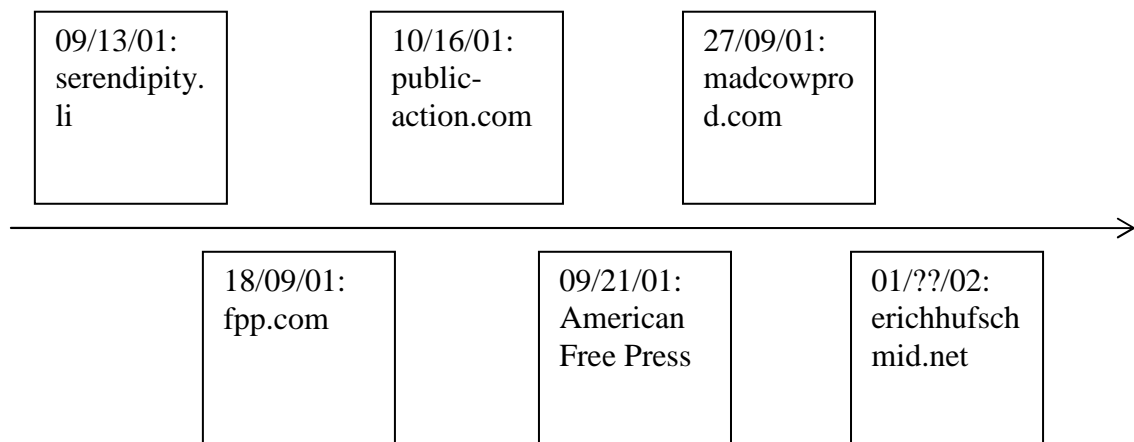 09/13/01:
serendipity.
li
10/16/01:
public-
action.com
27/09/01:
madcowpro
d.com
18/09/01:
fpp.com
09/21/01:
American
Free Press
01/??/02:
erichhufsch
mid.net